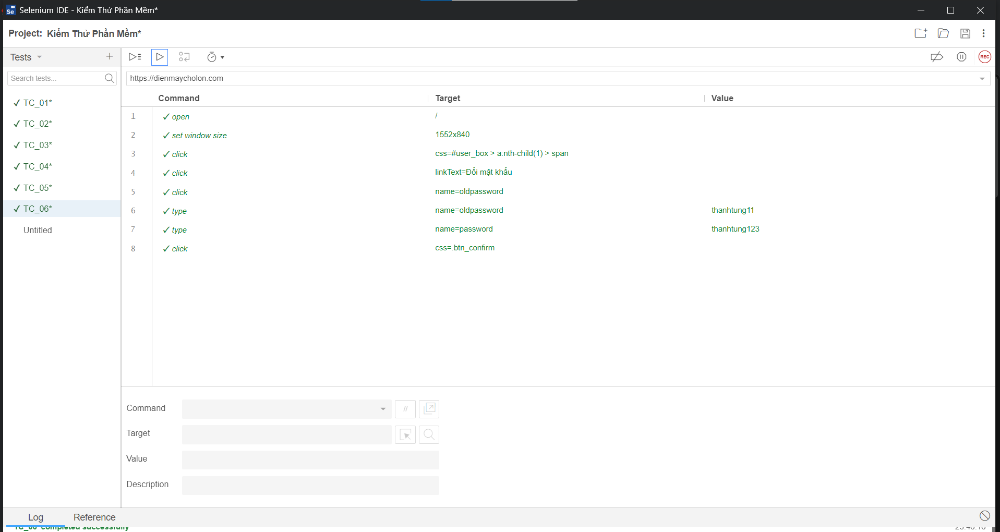 Selenium IDE - Kiểm Thử Phần Mềm*
Project: Kiểm Thử Phần Mềm*
Tests
REC
Search tests...
https://dienmaycholon.com
Command Target Value
✓ TC_01*
✓ TC_02*
✓ TC_03*
✓ TC_04*
✓ TC_05*
✓ TC_06*
Untitled
1 ✓ open /
2 ✓ set window size 1552x840
3 ✓ click css=#user_box > a:nth-child(1) > span
4 ✓ click linkText=Đổi mật khẩu
5 ✓ click name=oldpassword
6 ✓ type name=oldpassword thanhtung11
7 ✓ type name=password thanhtung123
8 ✓ click css=.btn_confirm
Command //
Target
Value
Description
Log Reference
completed successfully